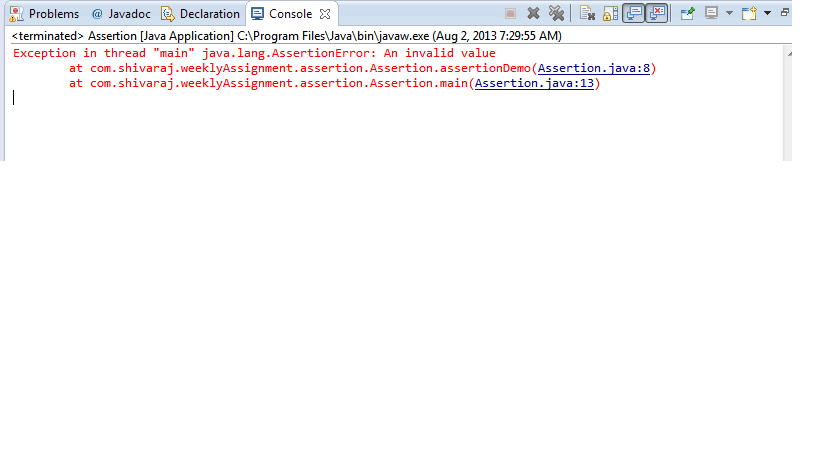 Problems @ Javadoc Declaration Console
<terminated> Assertion [Java Application] C:\Program Files\Java\bin\javaw.exe (Aug 2, 2013 7:29:55 AM)
Exception in thread "main" java.lang.AssertionError: An invalid value
at com.shivaraj.weeklyAssignment.assertion.Assertion.assertionDemo(Assertion.java:8)
at com.shivaraj.weeklyAssignment.assertion.Assertion.main(Assertion.java:13)